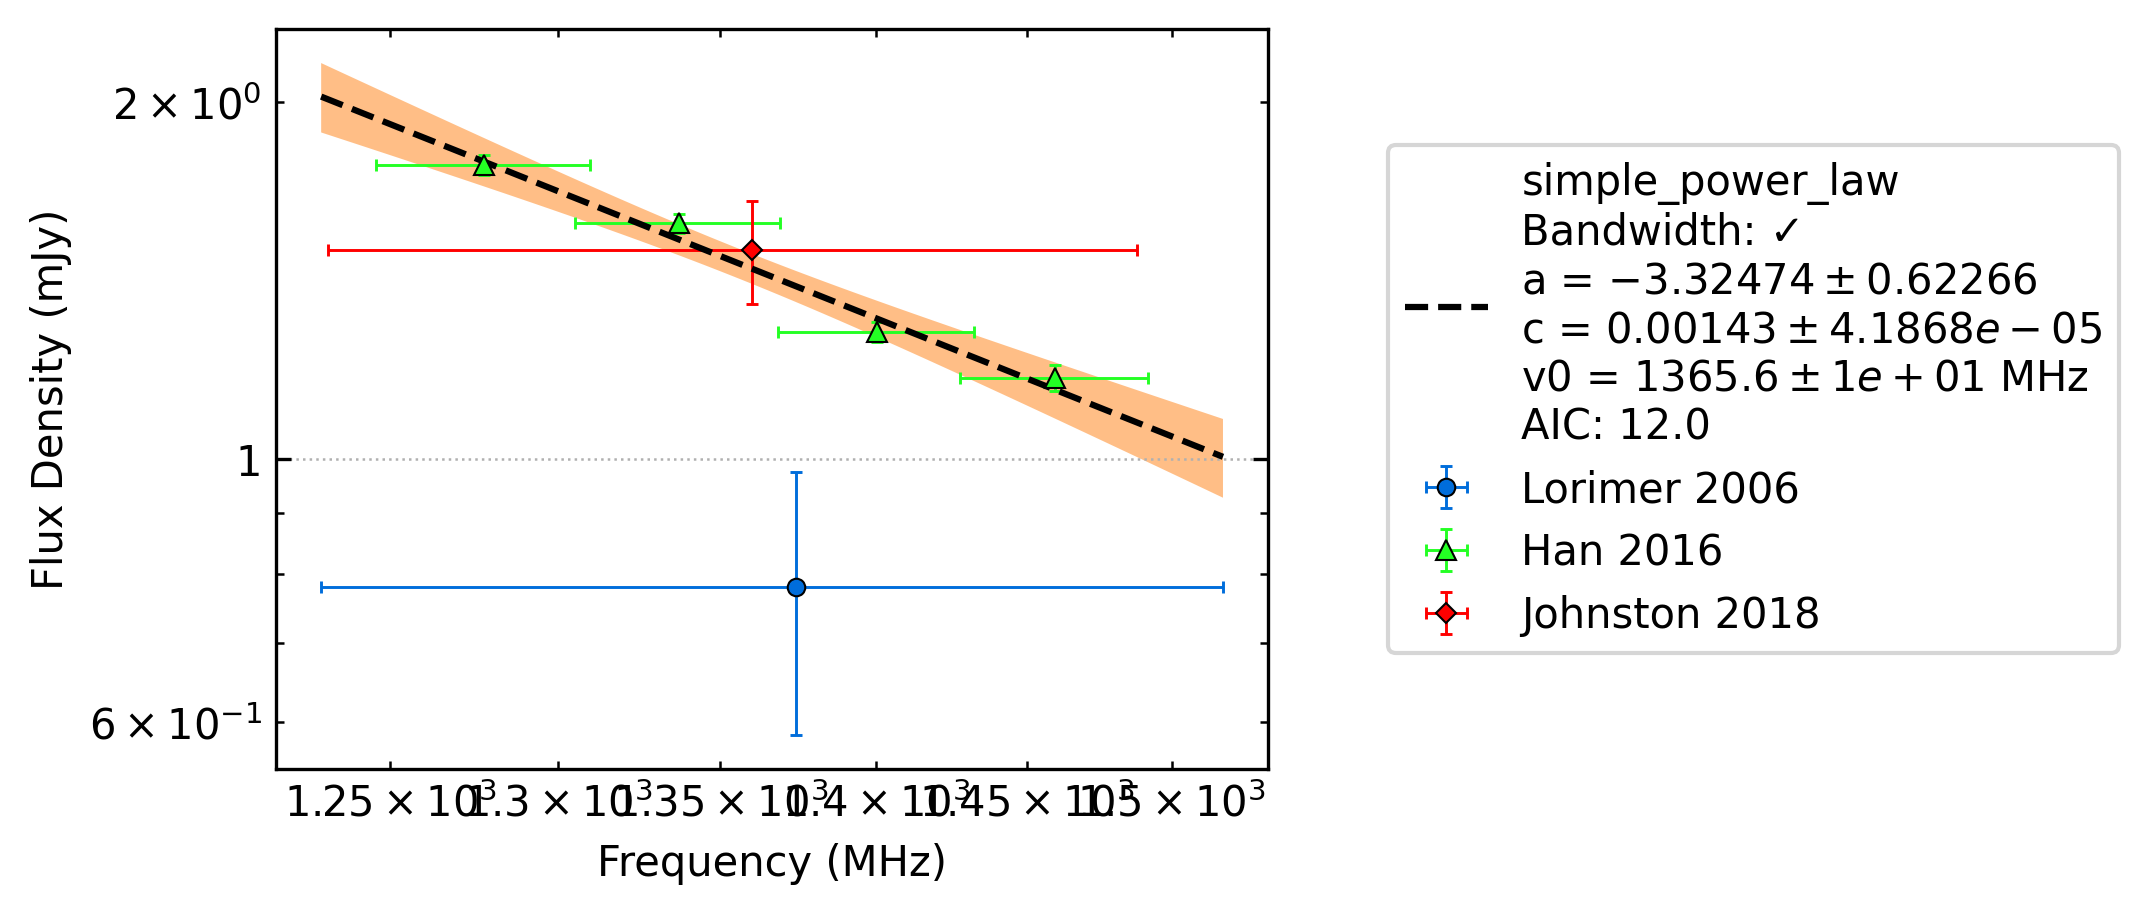 Flux Density (mJy)
2 × 10⁰
1
6 × 10⁻¹
1.25 × 10³ 1.3 × 10³ 1.35 × 10³ 1.4 × 10³ 1.45 × 10³ 1.5 × 10³
Frequency (MHz)
simple_power_law
Bandwidth: ✓
a = −3.32474 ± 0.62266
c = 0.00143 ± 4.1868e − 05
v0 = 1365.6 ± 1e + 01 MHz
AIC: 12.0
Lorimer 2006
Han 2016
Johnston 2018